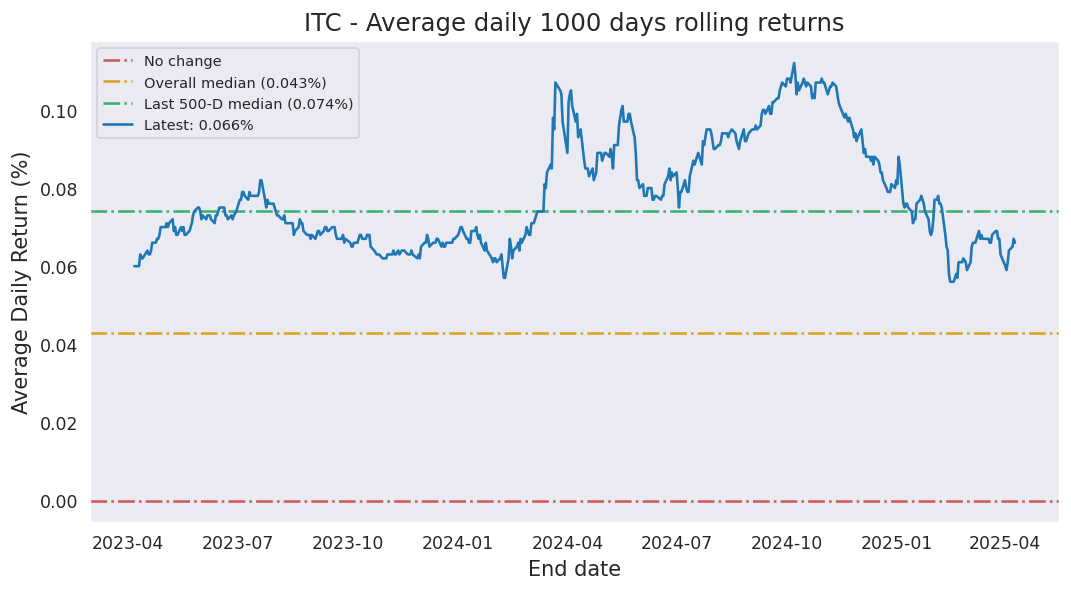 ITC - Average daily 1000 days rolling returns
No change
Overall median (0.043%)
Last 500-D median (0.074%)
Latest: 0.066%
Average Daily Return (%)
0.10
0.08
0.06
0.04
0.02
0.00
2023-04 2023-07 2023-10 2024-01 2024-04 2024-07 2024-10 2025-01 2025-04
End date